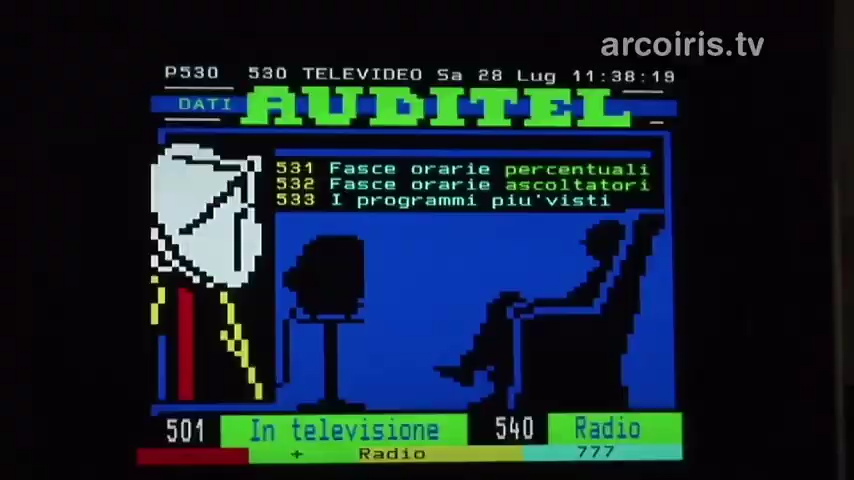 arcoiris.tv
P530 530 TELEVIDEO Sa 28 Lug 11:38:19
DATI AUDITEL
531 Fasce orarie percentuali
532 Fasce orarie ascoltatori
533 I programmi piu'visti
501 In televisione 540 Radio
+ Radio 777